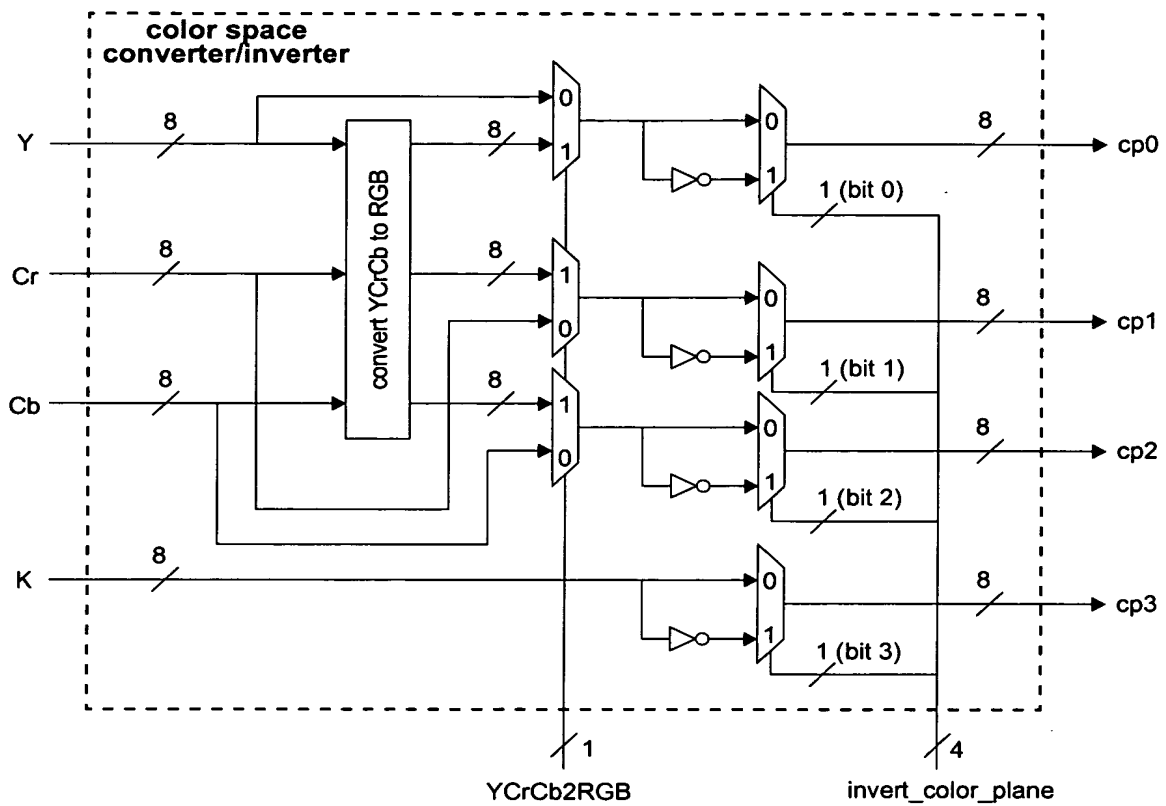 color space
converter/inverter
Y
8
8
0
1
0
1
8
cp0
1 (bit 0)
convert YCrCb to RGB
Cr
8
8
1
0
0
1
8
cp1
1 (bit 1)
Cb
8
8
1
0
0
1
8
cp2
1 (bit 2)
K
8
0
1
8
cp3
1 (bit 3)
1
4
YCrCb2RGB
invert_color_plane